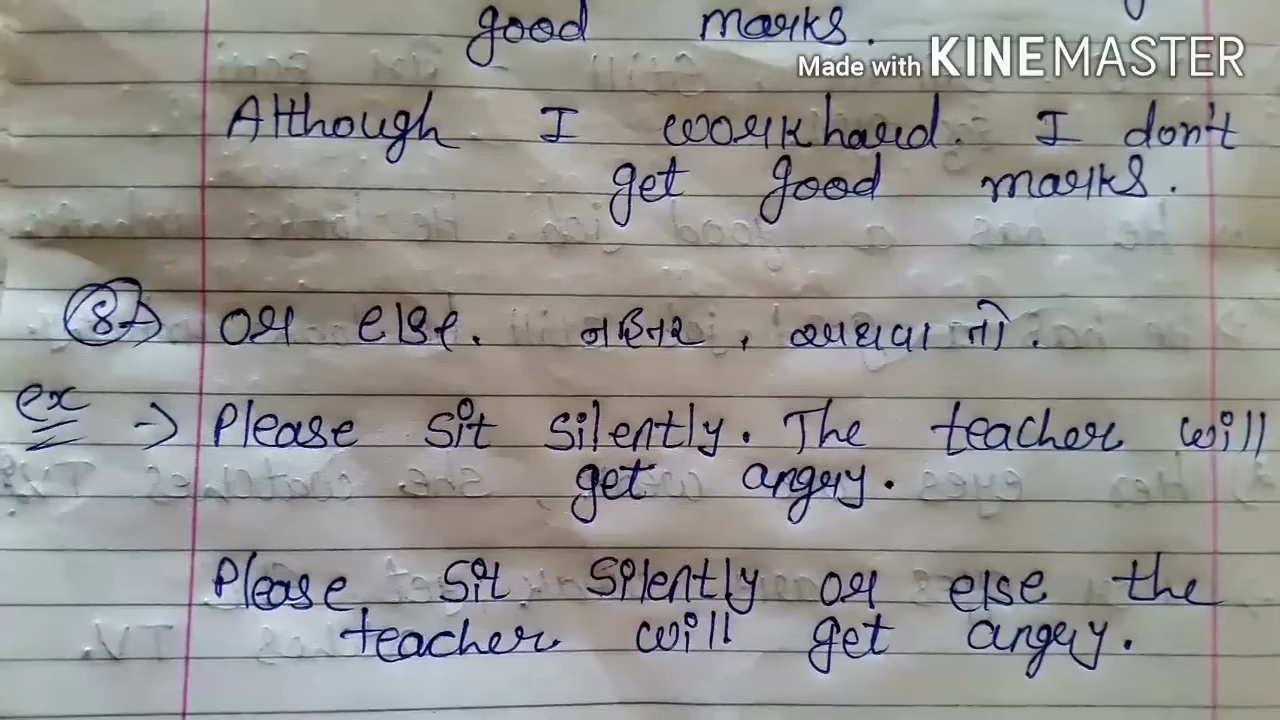 good marks.
Made with KINEMASTER
Although I work hard. I don't
get good marks.
8→ or else. નહિતર, અથવા તો.
ex → Please sit silently. The teacher will
get angry.
Please sit silently or else the
teacher will get angry.